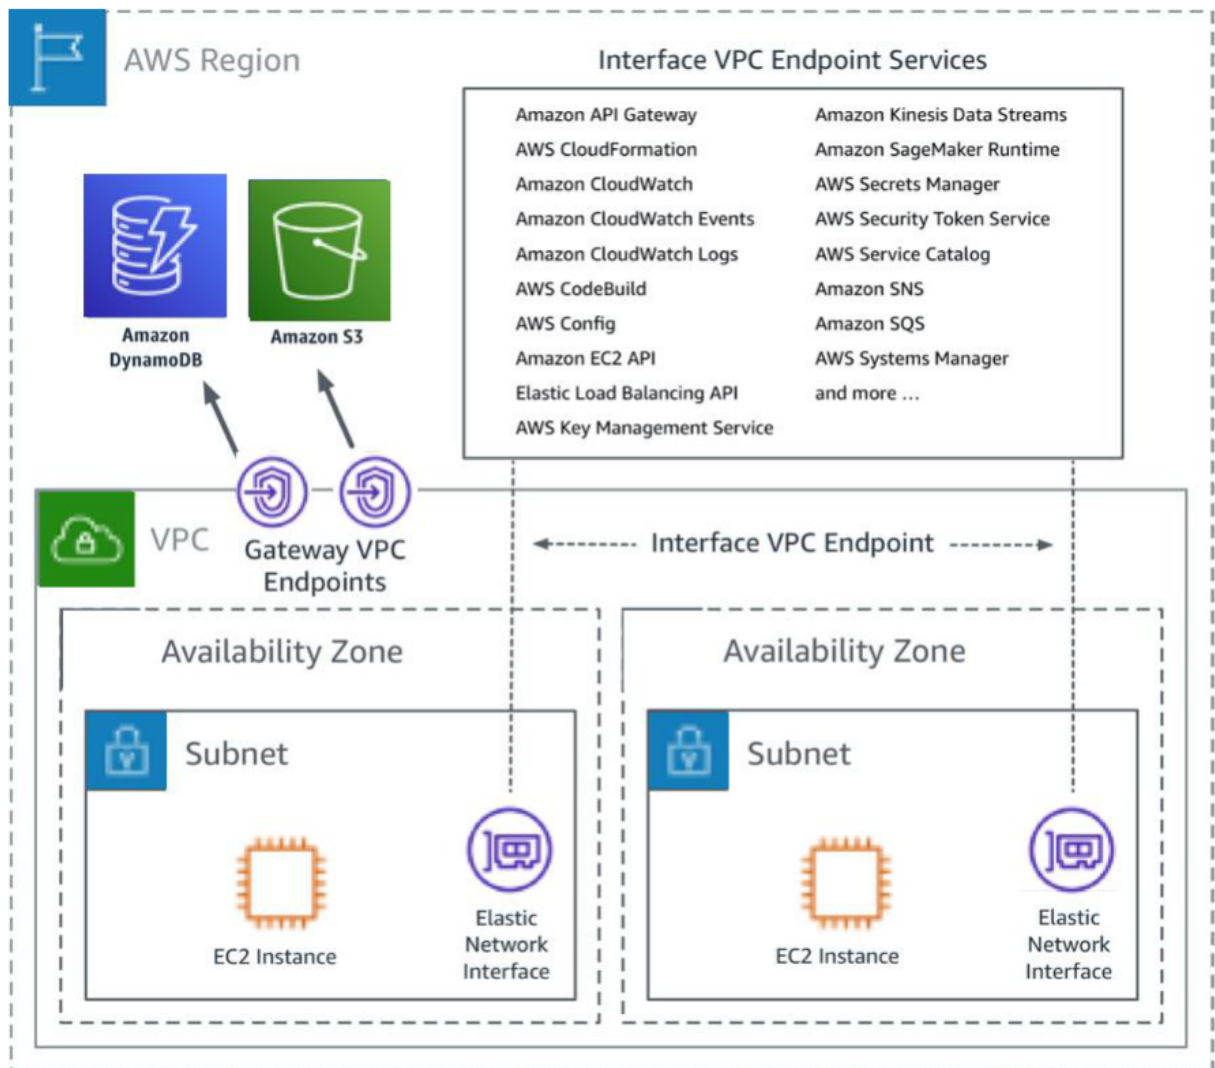 AWS Region
Interface VPC Endpoint Services
Amazon API Gateway
AWS CloudFormation
Amazon CloudWatch
Amazon CloudWatch Events
Amazon CloudWatch Logs
AWS CodeBuild
AWS Config
Amazon EC2 API
Elastic Load Balancing API
AWS Key Management Service
Amazon Kinesis Data Streams
Amazon SageMaker Runtime
AWS Secrets Manager
AWS Security Token Service
AWS Service Catalog
Amazon SNS
Amazon SQS
AWS Systems Manager
and more ...
Amazon
DynamoDB
Amazon S3
VPC
Gateway VPC
Endpoints
Interface VPC Endpoint
Availability Zone
Subnet
EC2 Instance
Elastic
Network
Interface
Availability Zone
Subnet
EC2 Instance
Elastic
Network
Interface